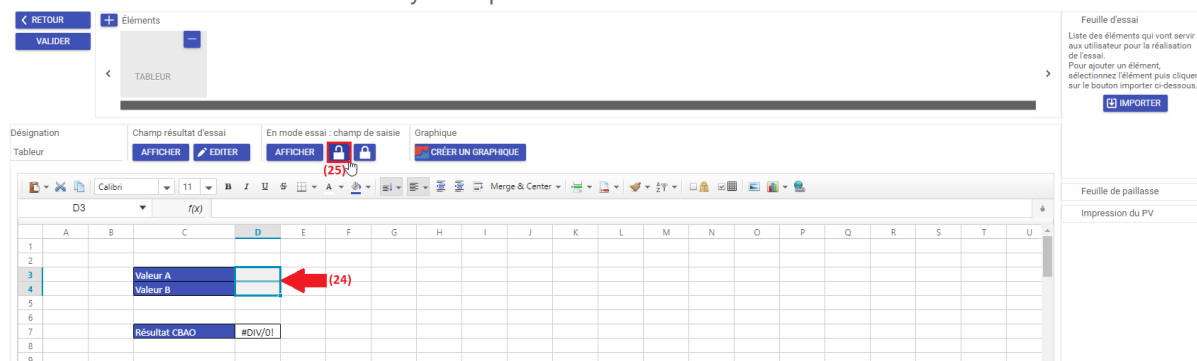 RETOUR
VALIDER
Éléments
TABLEUR
Feuille d'essai
Liste des éléments qui vont servir
aux utilisateur pour la réalisation
de l'essai.
Pour ajouter un élément,
sélectionnez l'élément puis cliquer
sur le bouton importer ci-dessous.
IMPORTER
Feuille de paillasse
Impression du PV
Désignation
Tableur
Champ résultat d'essai
AFFICHER EDITER
En mode essai : champ de saisie
AFFICHER
(25)
Graphique
CRÉER UN GRAPHIQUE
Calibri 11 B I U S A Merge & Center
D3 f(x)
A B C D E F G H I J K L M N O P Q R S T U
1
2
3 Valeur A (24)
4 Valeur B
5
6
7 Résultat CBAO #DIV/0!
8
9